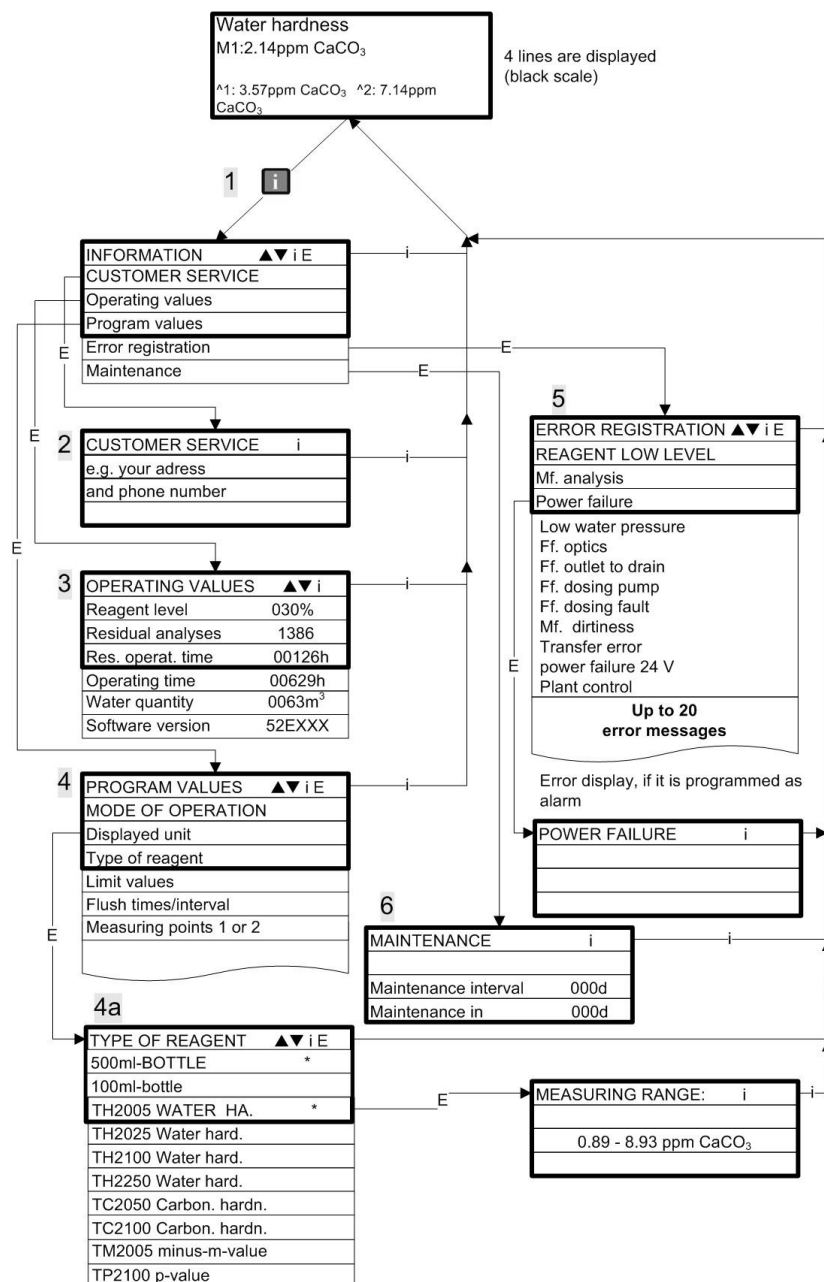 Water hardness
M1:2.14ppm CaCO₃
^1: 3.57ppm CaCO₃ ^2: 7.14ppm
CaCO₃
4 lines are displayed
(black scale)
1 i
INFORMATION ▲▼ i E
CUSTOMER SERVICE
Operating values
Program values
Error registration
Maintenance
i
E
E
E
E
E
2
CUSTOMER SERVICE i
e.g. your adress
and phone number
i
3
OPERATING VALUES ▲▼ i
Reagent level 030%
Residual analyses 1386
Res. operat. time 00126h
Operating time 00629h
Water quantity 0063m³
Software version 52EXXX
i
4
PROGRAM VALUES ▲▼ i E
MODE OF OPERATION
Displayed unit
Type of reagent
Limit values
Flush times/interval
Measuring points 1 or 2
i
E
4a
TYPE OF REAGENT ▲▼ i E
500ml-BOTTLE *
100ml-bottle
TH2005 WATER HA. *
TH2025 Water hard.
TH2100 Water hard.
TH2250 Water hard.
TC2050 Carbon. hardn.
TC2100 Carbon. hardn.
TM2005 minus-m-value
TP2100 p-value
E
MEASURING RANGE: i
0.89 - 8.93 ppm CaCO₃
i
5
ERROR REGISTRATION ▲▼ i E
REAGENT LOW LEVEL
Mf. analysis
Power failure
Low water pressure
Ff. optics
Ff. outlet to drain
Ff. dosing pump
Ff. dosing fault
Mf. dirtiness
Transfer error
power failure 24 V
Plant control
Up to 20
error messages
E
Error display, if it is programmed as
alarm
POWER FAILURE i
6
MAINTENANCE i
Maintenance interval 000d
Maintenance in 000d
i